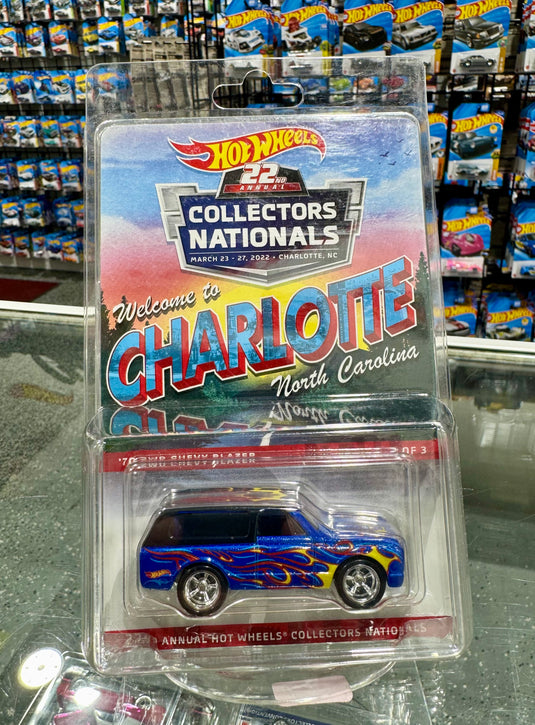 HOT WHEELS
22ND
ANNUAL
COLLECTORS
NATIONALS
MARCH 23 - 27, 2022 • CHARLOTTE, NC
Welcome to
CHARLOTTE
North Carolina
'70 2WD CHEVY BLAZER
OF 3
ANNUAL HOT WHEELS® COLLECTORS NATIONALS